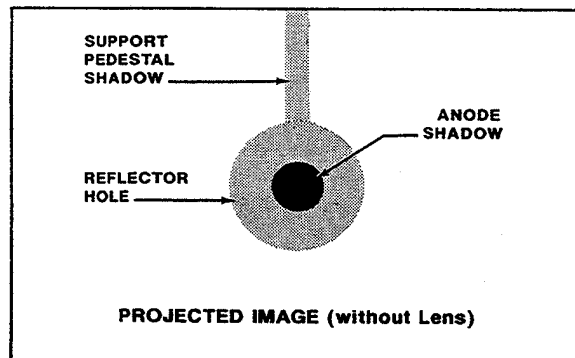 SUPPORT
PEDESTAL
SHADOW
ANODE
SHADOW
REFLECTOR
HOLE
PROJECTED IMAGE (without Lens)